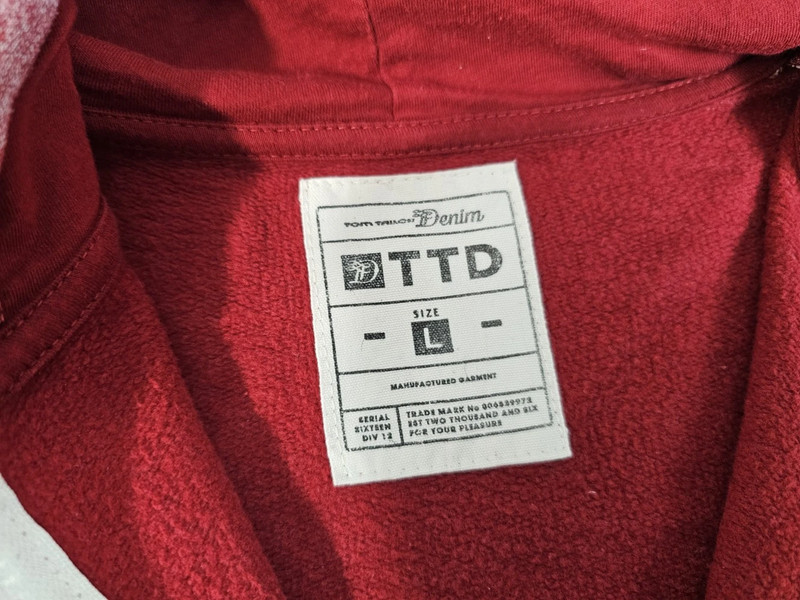 TOM TAILOR Denim
TTD
SIZE
- L -
MANUFACTURED GARMENT
SERIAL
SIXTEEN
DIV 12
TRADE MARK No 006839973
EST TWO THOUSAND AND SIX
FOR YOUR PLEASURE